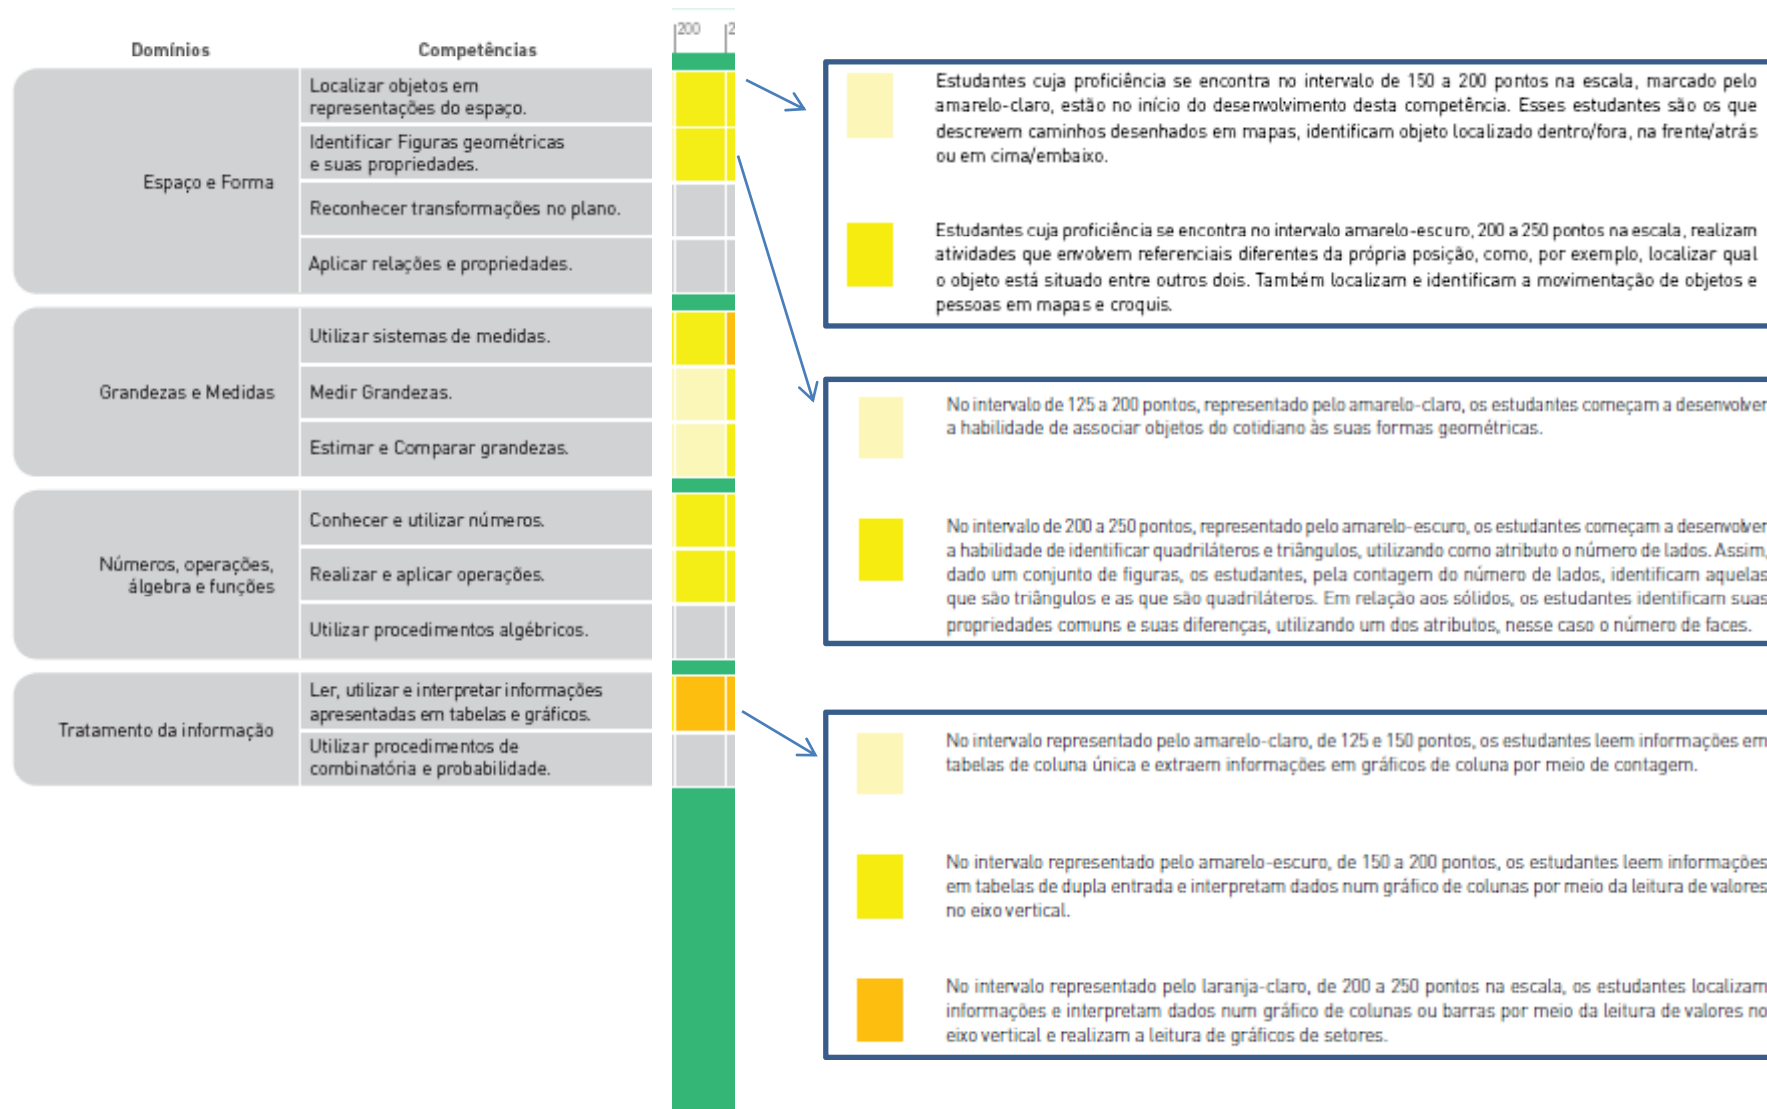 Domínios
Competências
Espaço e Forma
Localizar objetos em
representações do espaço.
Identificar Figuras geométricas
e suas propriedades.
Reconhecer transformações no plano.
Aplicar relações e propriedades.
Grandezas e Medidas
Utilizar sistemas de medidas.
Medir Grandezas.
Estimar e Comparar grandezas.
Números, operações,
álgebra e funções
Conhecer e utilizar números.
Realizar e aplicar operações.
Utilizar procedimentos algébricos.
Tratamento da informação
Ler, utilizar e interpretar informações
apresentadas em tabelas e gráficos.
Utilizar procedimentos de
combinatória e probabilidade.
200
2
Estudantes cuja proficiência se encontra no intervalo de 150 a 200 pontos na escala, marcado pelo
amarelo-claro, estão no início do desenvolvimento desta competência. Esses estudantes são os que
descrevem caminhos desenhados em mapas, identificam objeto localizado dentro/fora, na frente/atrás
ou em cima/embaixo.
Estudantes cuja proficiência se encontra no intervalo amarelo-escuro, 200 a 250 pontos na escala, realizam
atividades que envolvem referenciais diferentes da própria posição, como, por exemplo, localizar qual
o objeto está situado entre outros dois. Também localizam e identificam a movimentação de objetos e
pessoas em mapas e croquis.
No intervalo de 125 a 200 pontos, representado pelo amarelo-claro, os estudantes começam a desenvolver
a habilidade de associar objetos do cotidiano às suas formas geométricas.
No intervalo de 200 a 250 pontos, representado pelo amarelo-escuro, os estudantes começam a desenvolver
a habilidade de identificar quadriláteros e triângulos, utilizando como atributo o número de lados. Assim,
dado um conjunto de figuras, os estudantes, pela contagem do número de lados, identificam aquelas
que são triângulos e as que são quadriláteros. Em relação aos sólidos, os estudantes identificam suas
propriedades comuns e suas diferenças, utilizando um dos atributos, nesse caso o número de faces.
No intervalo representado pelo amarelo-claro, de 125 e 150 pontos, os estudantes leem informações em
tabelas de coluna única e extraem informações em gráficos de coluna por meio de contagem.
No intervalo representado pelo amarelo-escuro, de 150 a 200 pontos, os estudantes leem informações
em tabelas de dupla entrada e interpretam dados num gráfico de colunas por meio da leitura de valores
no eixo vertical.
No intervalo representado pelo laranja-claro, de 200 a 250 pontos na escala, os estudantes localizam
informações e interpretam dados num gráfico de colunas ou barras por meio da leitura de valores no
eixo vertical e realizam a leitura de gráficos de setores.